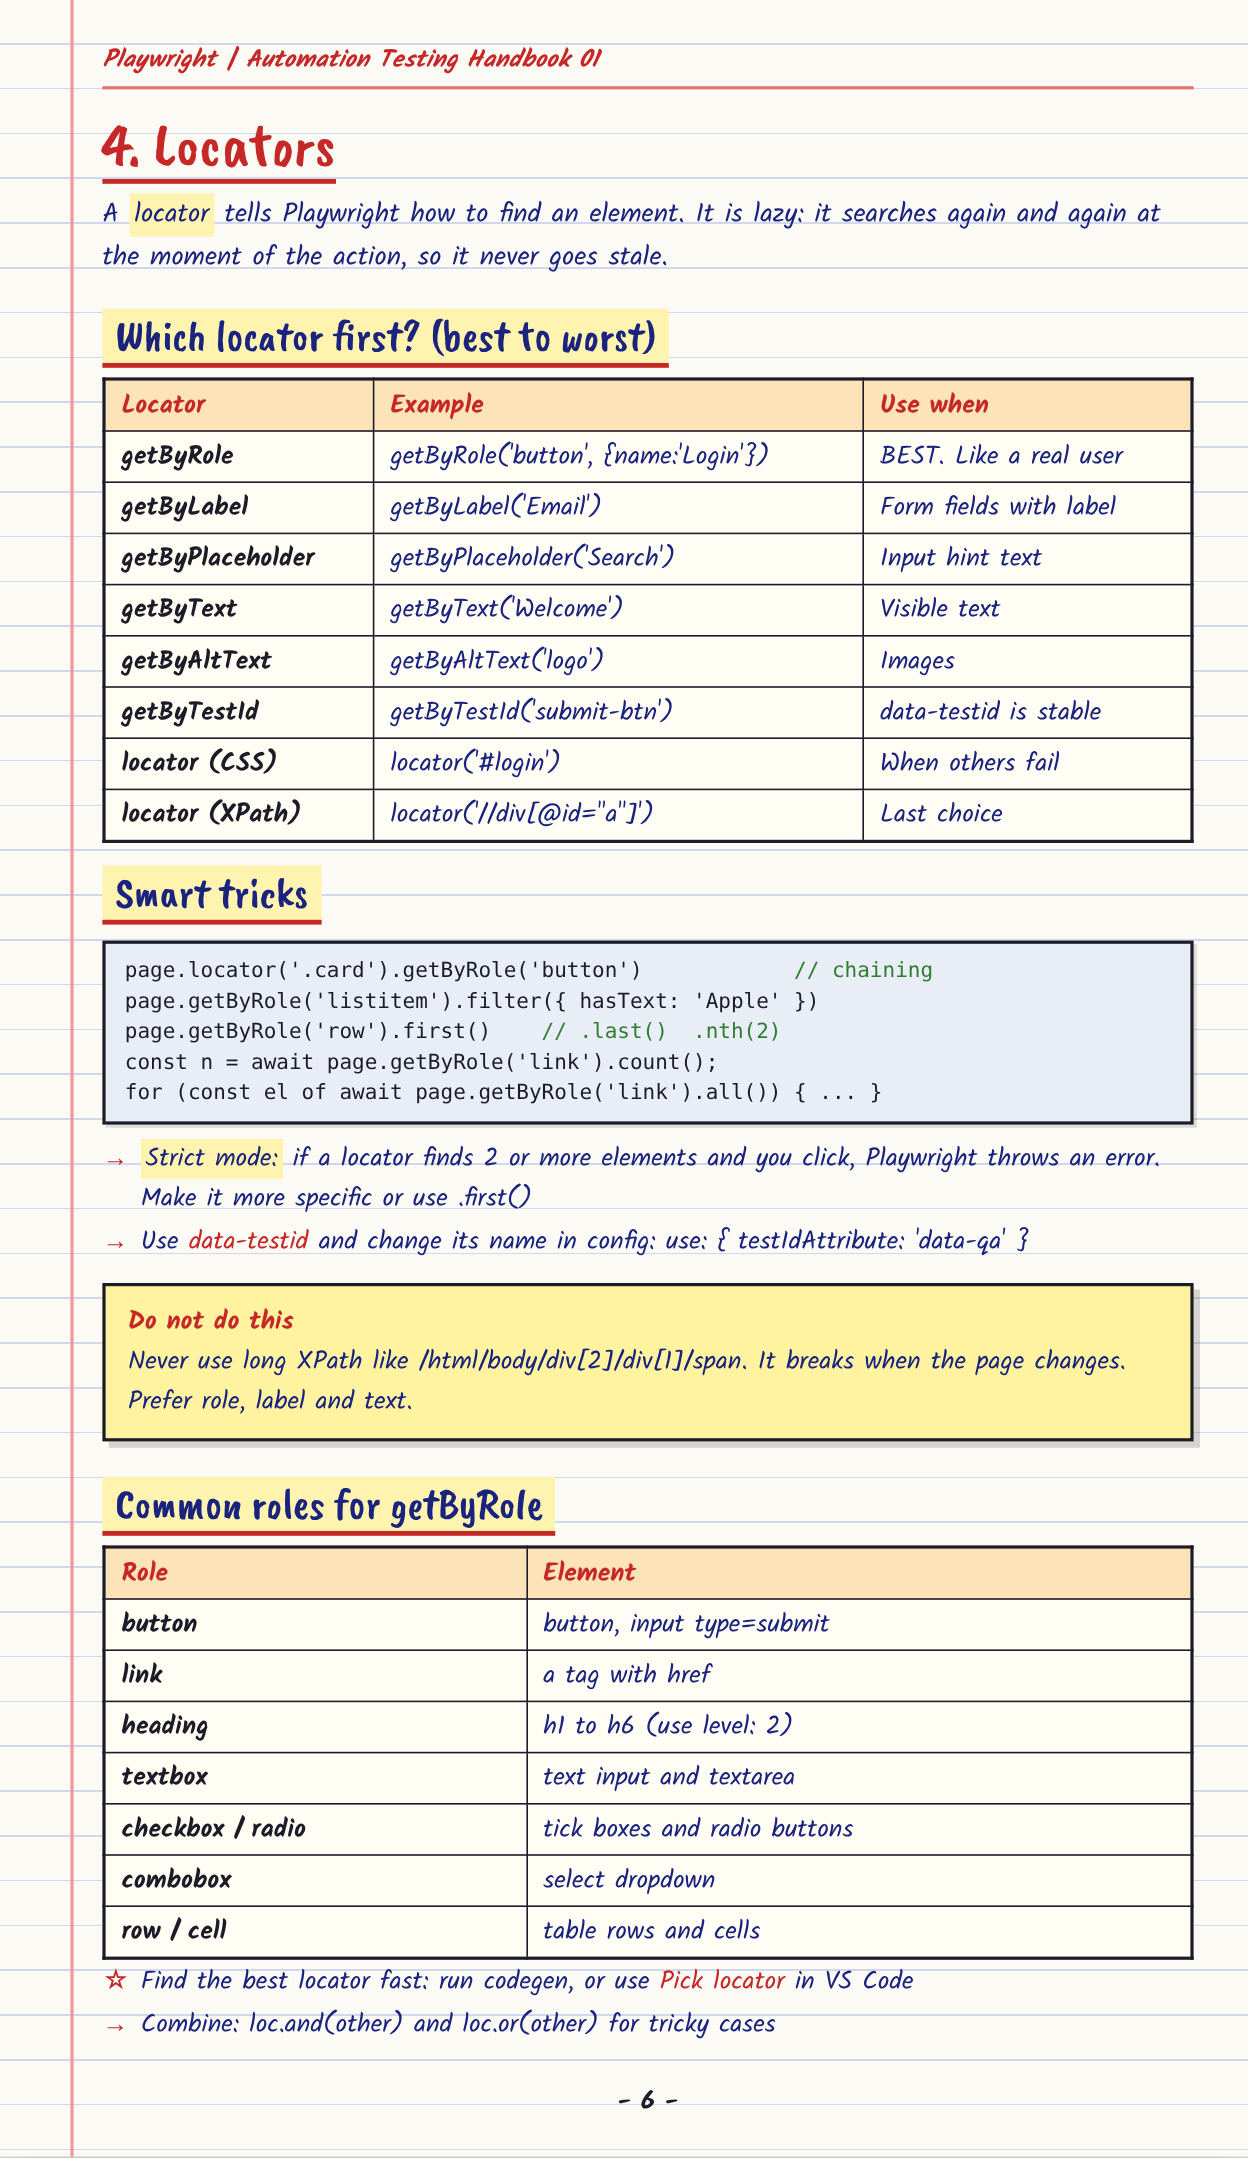 Playwright | Automation Testing Handbook 01
4. Locators
A locator tells Playwright how to find an element. It is lazy: it searches again and again at
the moment of the action, so it never goes stale.
Which locator first? (best to worst)
Locator Example Use when
getByRole getByRole('button', {name:'Login'}) BEST. Like a real user
getByLabel getByLabel('Email') Form fields with label
getByPlaceholder getByPlaceholder('Search') Input hint text
getByText getByText('Welcome') Visible text
getByAltText getByAltText('logo') Images
getByTestId getByTestId('submit-btn') data-testid is stable
locator (CSS) locator('#login') When others fail
locator (XPath) locator('//div[@id="a"]') Last choice
Smart tricks
page.locator('.card').getByRole('button') // chaining
page.getByRole('listitem').filter({ hasText: 'Apple' })
page.getByRole('row').first() // .last() .nth(2)
const n = await page.getByRole('link').count();
for (const el of await page.getByRole('link').all()) { ... }
→ Strict mode: if a locator finds 2 or more elements and you click, Playwright throws an error.
Make it more specific or use .first()
→ Use data-testid and change its name in config: use: { testIdAttribute: 'data-qa' }
Do not do this
Never use long XPath like /html/body/div[2]/div[1]/span. It breaks when the page changes.
Prefer role, label and text.
Common roles for getByRole
Role Element
button button, input type=submit
link a tag with href
heading h1 to h6 (use level: 2)
textbox text input and textarea
checkbox / radio tick boxes and radio buttons
combobox select dropdown
row / cell table rows and cells
☆ Find the best locator fast: run codegen, or use Pick locator in VS Code
→ Combine: loc.and(other) and loc.or(other) for tricky cases
- 6 -